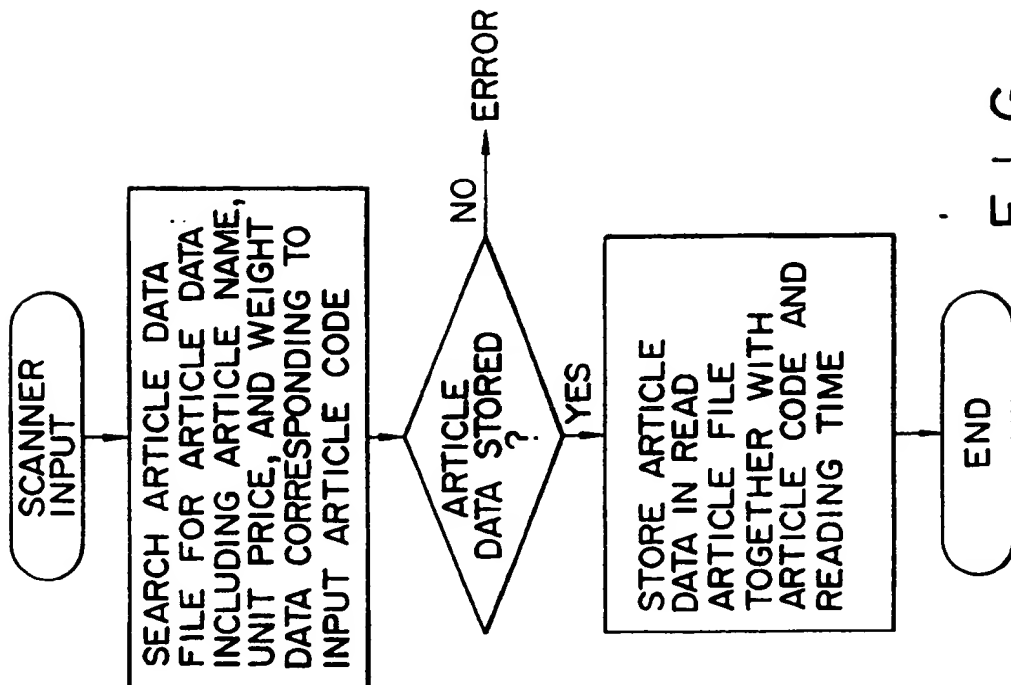 SCANNER
INPUT
SEARCH ARTICLE DATA
FILE FOR ARTICLE DATA
INCLUDING ARTICLE NAME,
UNIT PRICE, AND WEIGHT
DATA CORRESPONDING TO
INPUT ARTICLE CODE
ARTICLE
DATA STORED
?
NO
ERROR
YES
STORE ARTICLE
DATA IN READ
ARTICLE FILE
TOGETHER WITH
ARTICLE CODE AND
READING TIME
END
F I G